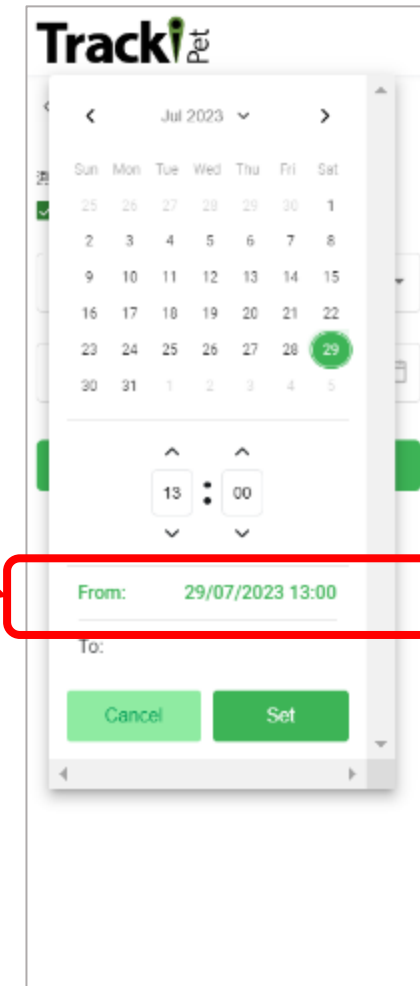 Tracki Pet
Jul 2023
Sun Mon Tue Wed Thu Fri Sat
25 26 27 28 29 30 1
2 3 4 5 6 7 8
9 10 11 12 13 14 15
16 17 18 19 20 21 22
23 24 25 26 27 28 29
30 31 1 2 3 4 5
13 : 00
From: 29/07/2023 13:00
To:
Cancel Set